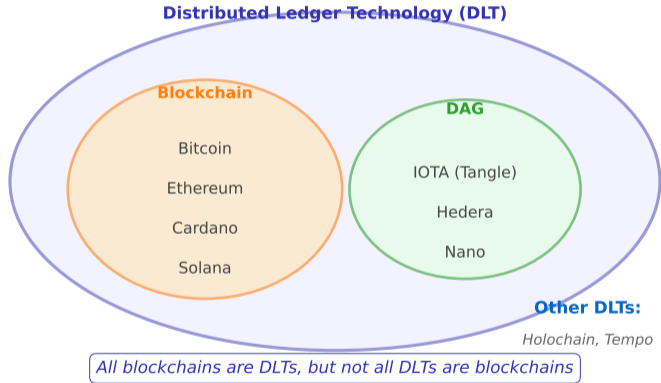 Distributed Ledger Technology (DLT)
Blockchain
Bitcoin
Ethereum
Cardano
Solana
DAG
IOTA (Tangle)
Hedera
Nano
Other DLTs:
Holochain, Tempo
All blockchains are DLTs, but not all DLTs are blockchains